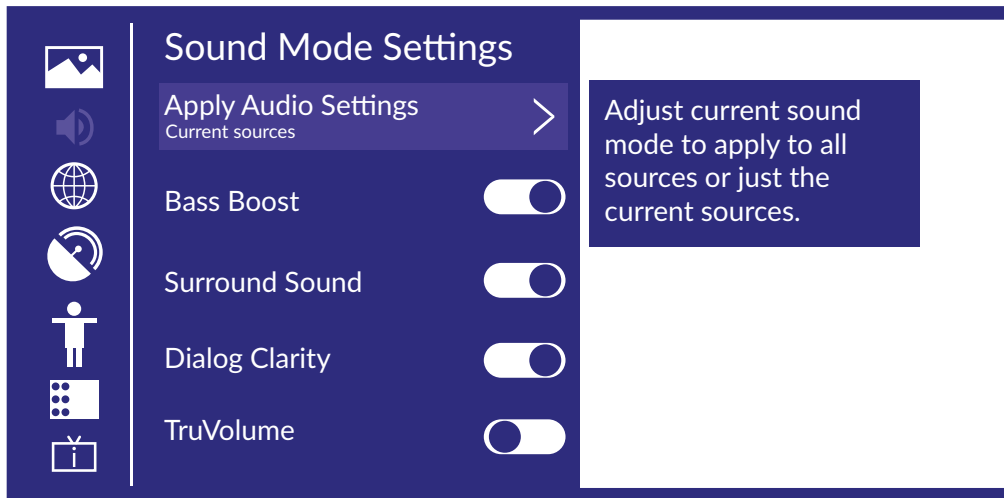 Sound Mode Settings
Apply Audio Settings
Current sources
Bass Boost
Surround Sound
Dialog Clarity
TruVolume
Adjust current sound
mode to apply to all
sources or just the
current sources.
i